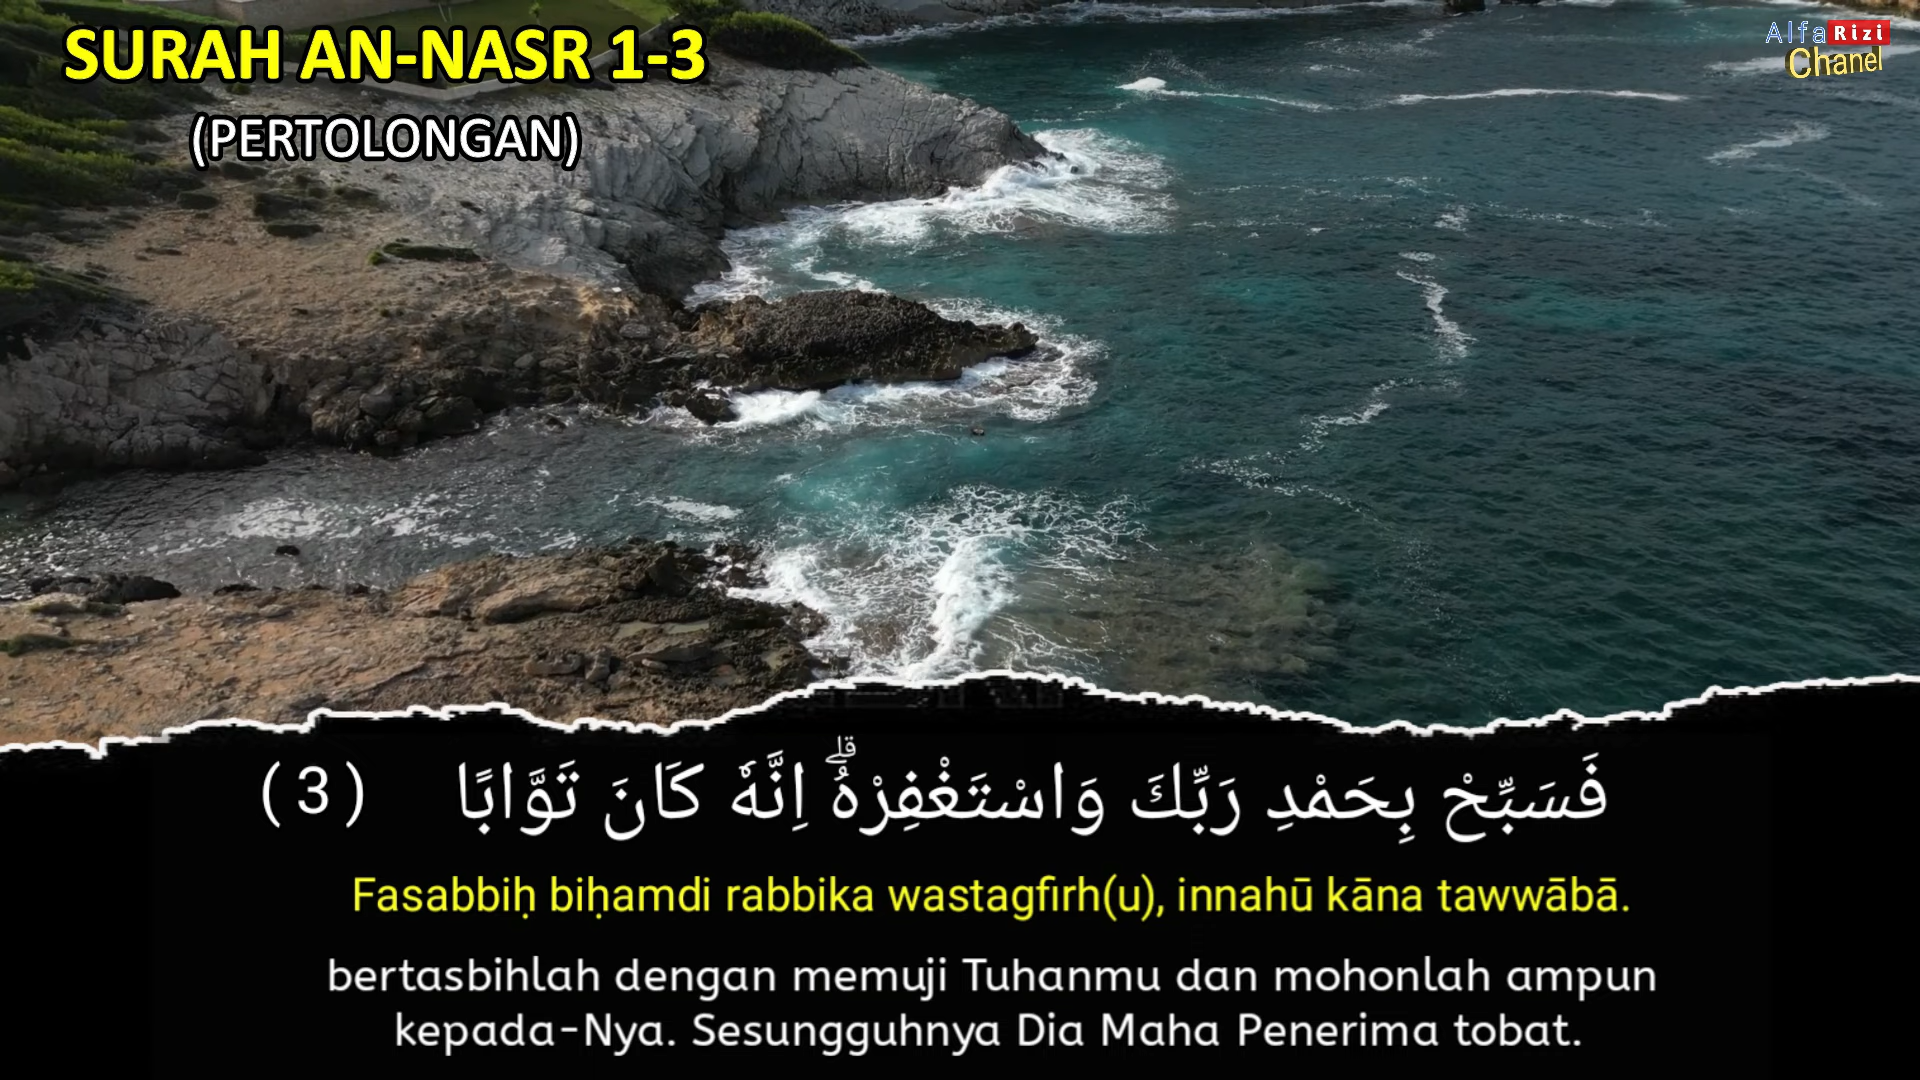 SURAH AN-NASR 1-3
(PERTOLONGAN)
Alfa Rizi
Chanel
فَسَبِّحْ بِحَمْدِ رَبِّكَ وَاسْتَغْفِرْهُۗ اِنَّهٗ كَانَ تَوَّابًا (3)
Fasabbiḥ biḥamdi rabbika wastagfirh(u), innahū kāna tawwābā.
bertasbihlah dengan memuji Tuhanmu dan mohonlah ampun
kepada-Nya. Sesungguhnya Dia Maha Penerima tobat.